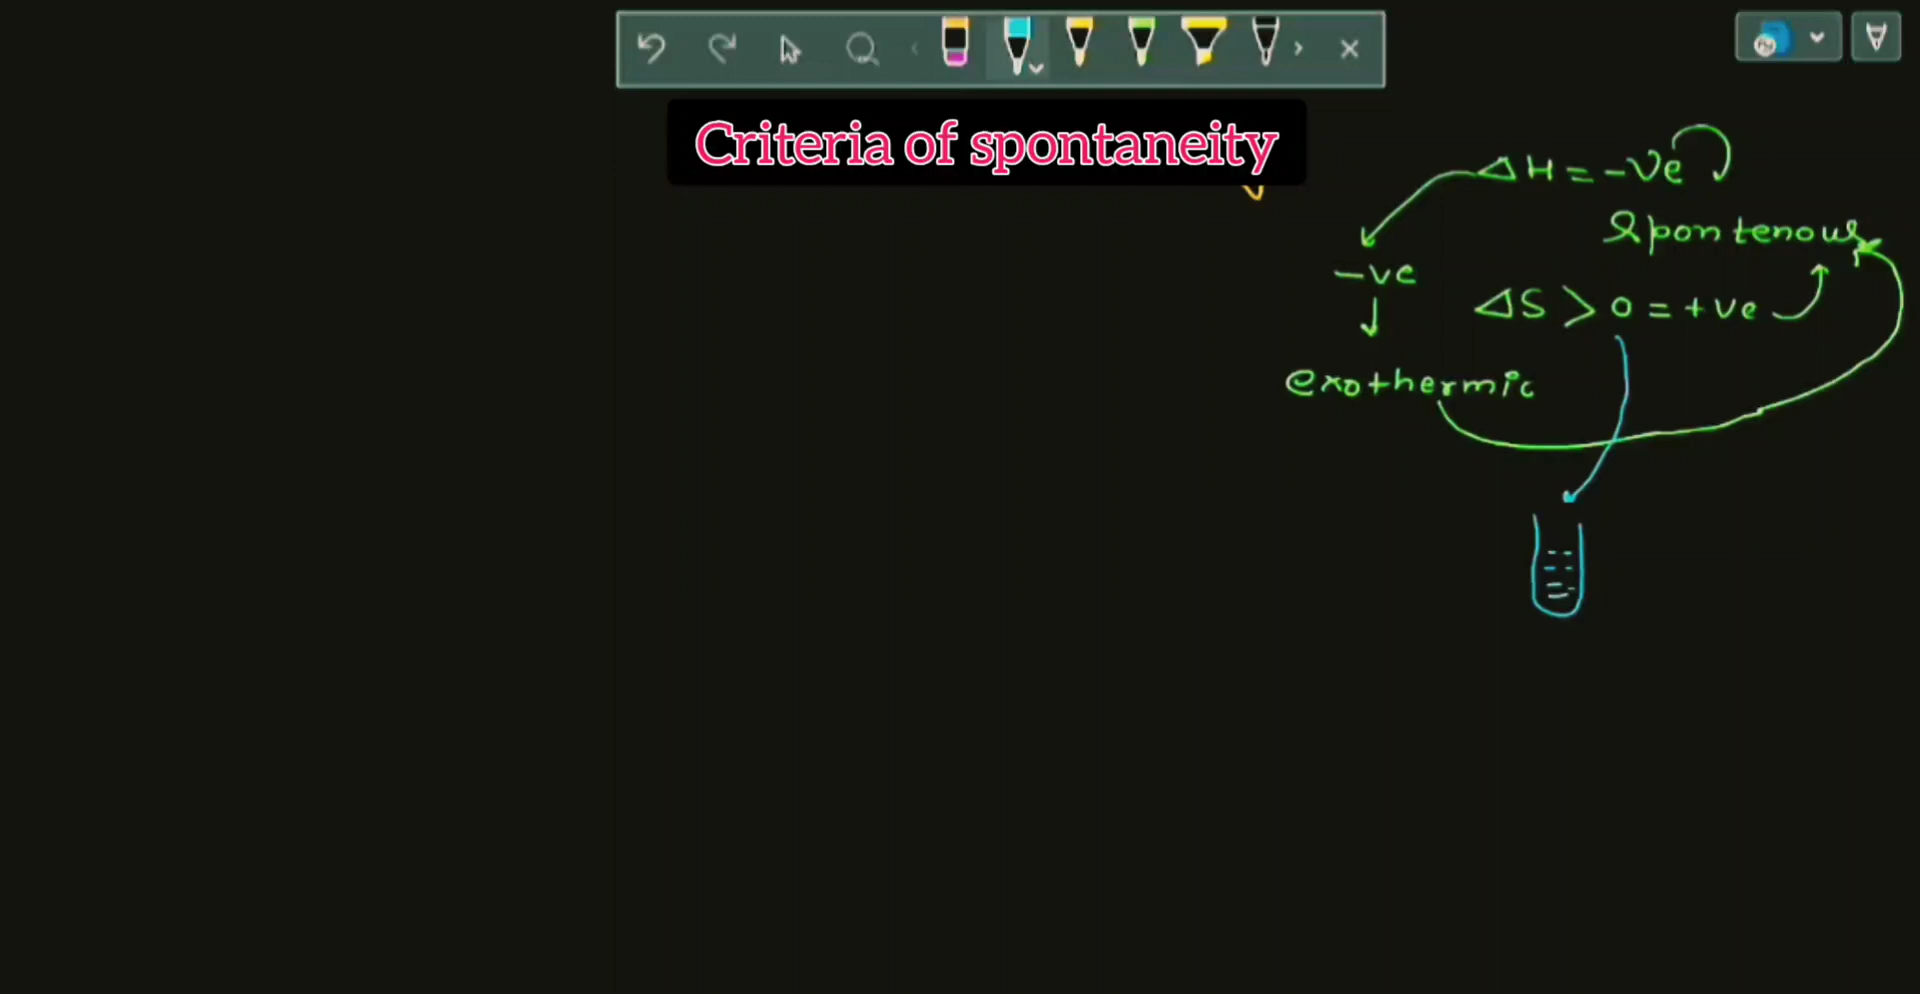 Criteria of spontaneity
ΔH = -Ve
Spontenous
-ve
ΔS > 0 = +ve
exothermic